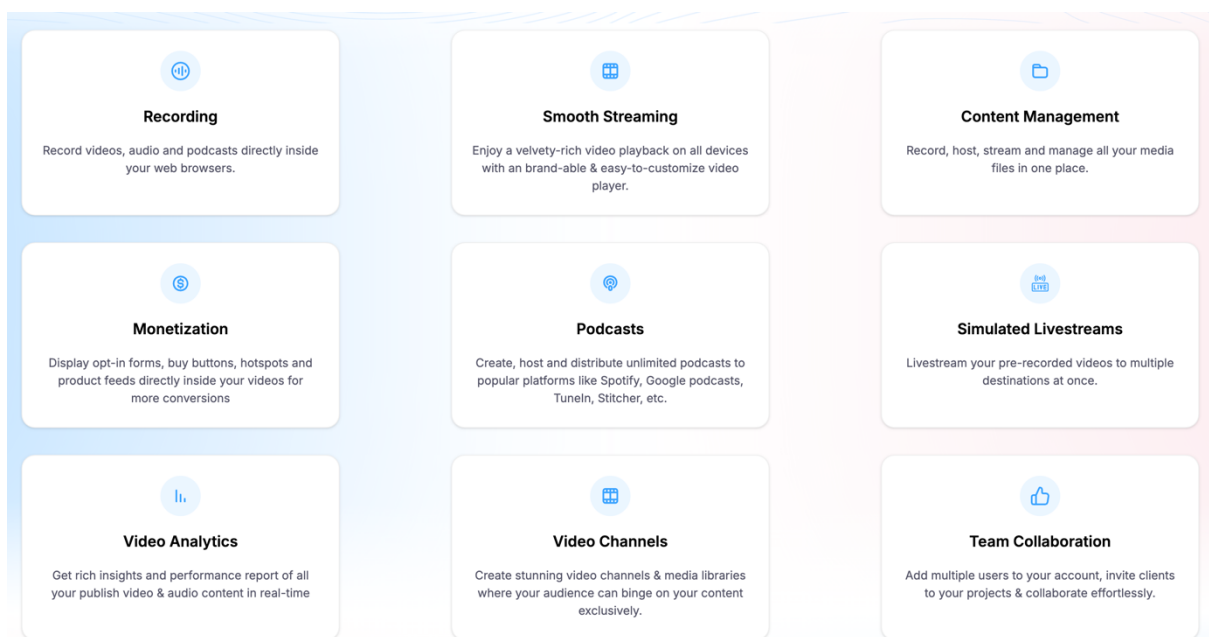 Recording
Record videos, audio and podcasts directly inside
your web browsers.
Smooth Streaming
Enjoy a velvety-rich video playback on all devices
with an brand-able & easy-to-customize video
player.
Content Management
Record, host, stream and manage all your media
files in one place.
Monetization
Display opt-in forms, buy buttons, hotspots and
product feeds directly inside your videos for
more conversions
Podcasts
Create, host and distribute unlimited podcasts to
popular platforms like Spotify, Google podcasts,
TuneIn, Stitcher, etc.
LIVE
Simulated Livestreams
Livestream your pre-recorded videos to multiple
destinations at once.
Video Analytics
Get rich insights and performance report of all
your publish video & audio content in real-time
Video Channels
Create stunning video channels & media libraries
where your audience can binge on your content
exclusively.
Team Collaboration
Add multiple users to your account, invite clients
to your projects & collaborate effortlessly.